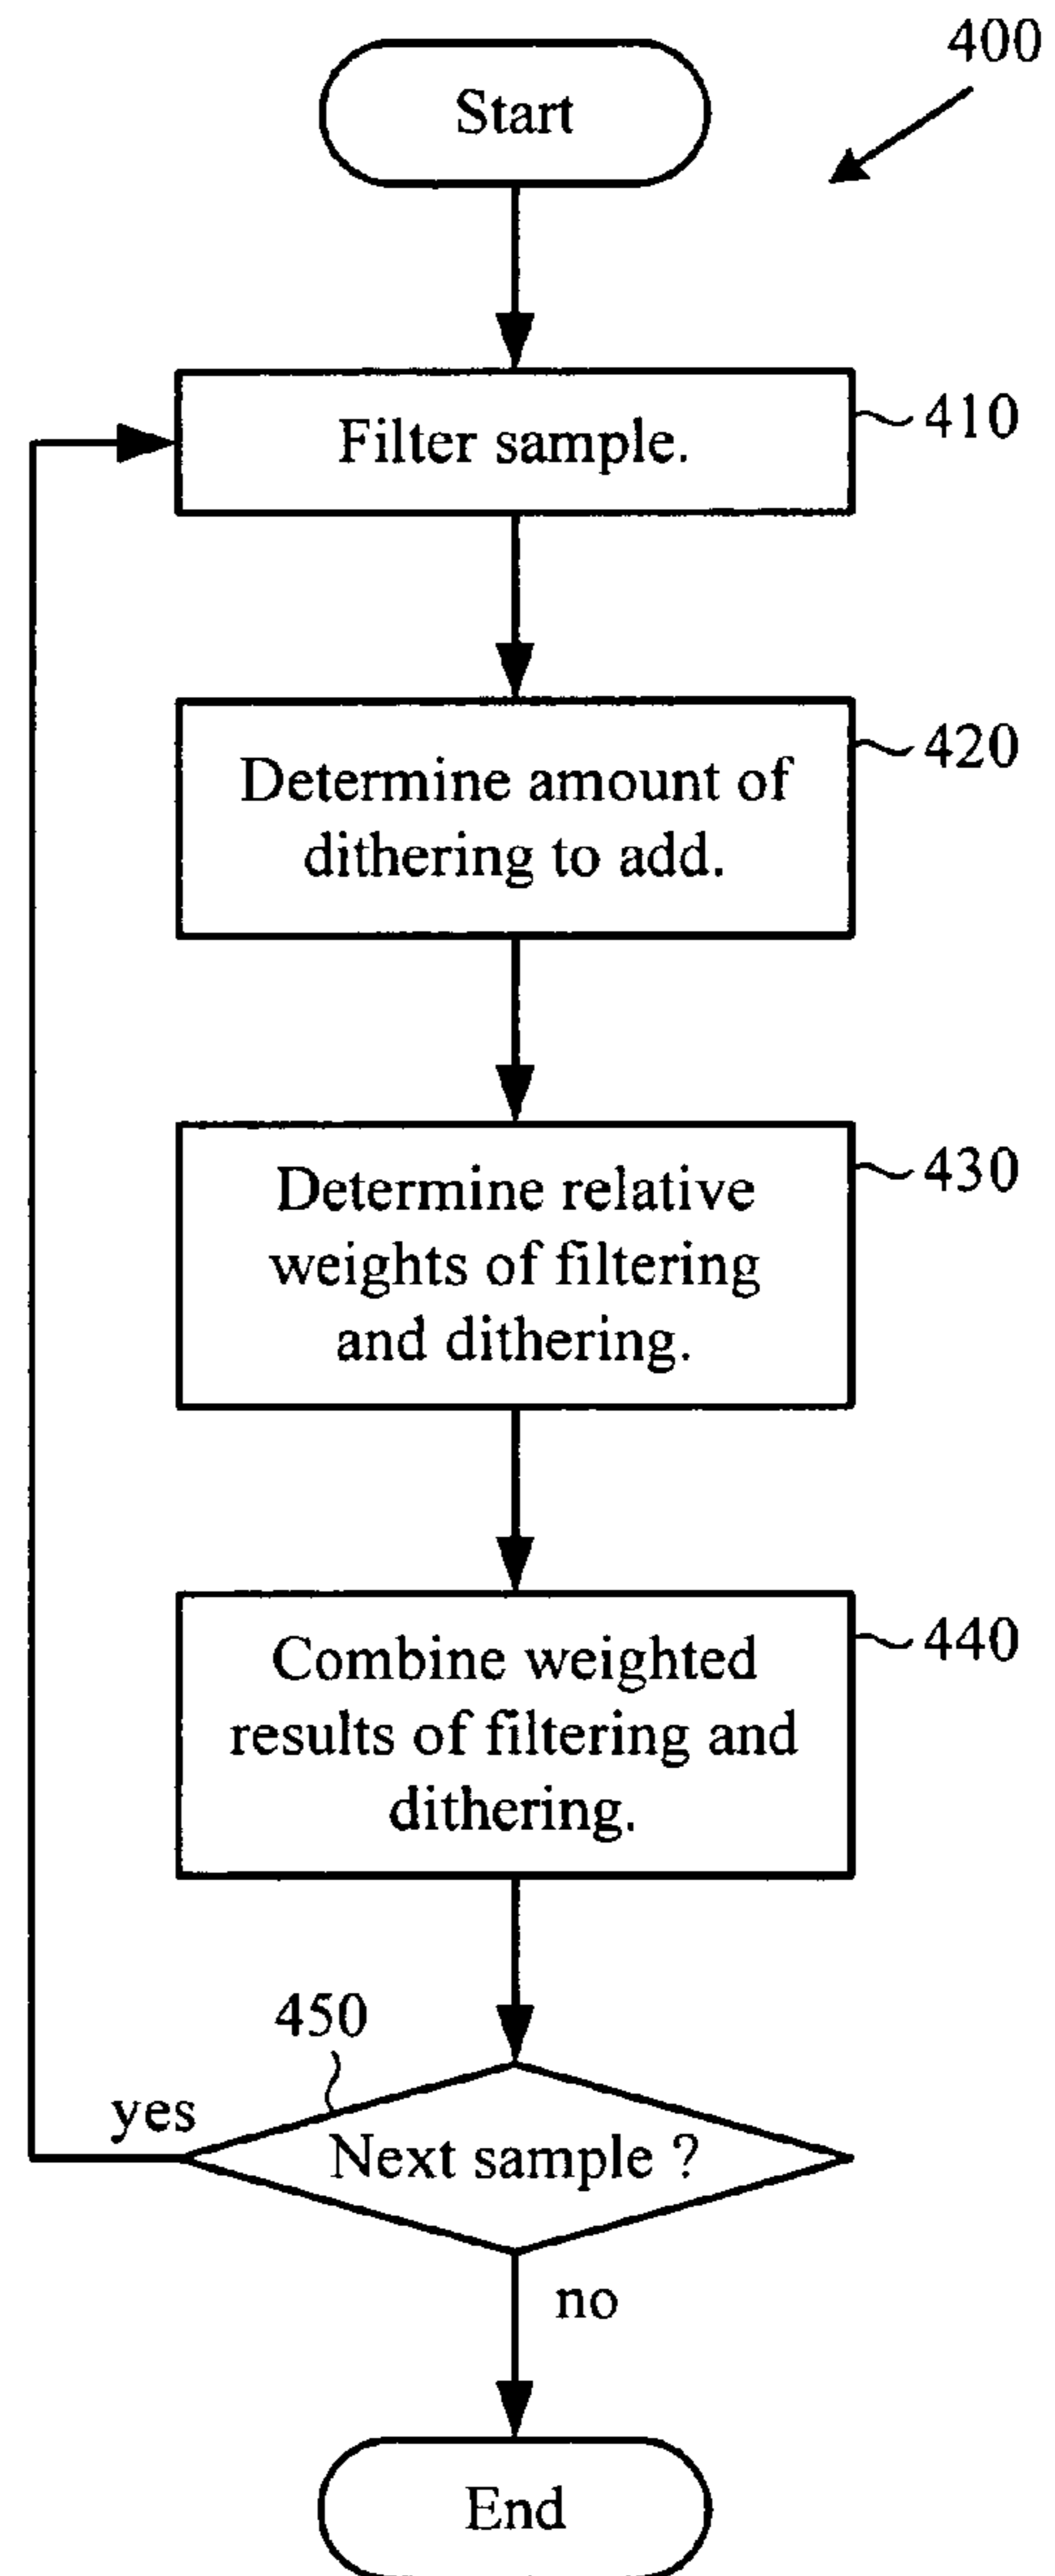 400
Start
Filter sample.
410
Determine amount of
dithering to add.
420
Determine relative
weights of filtering
and dithering.
430
Combine weighted
results of filtering and
dithering.
440
450
yes
Next sample ?
no
End